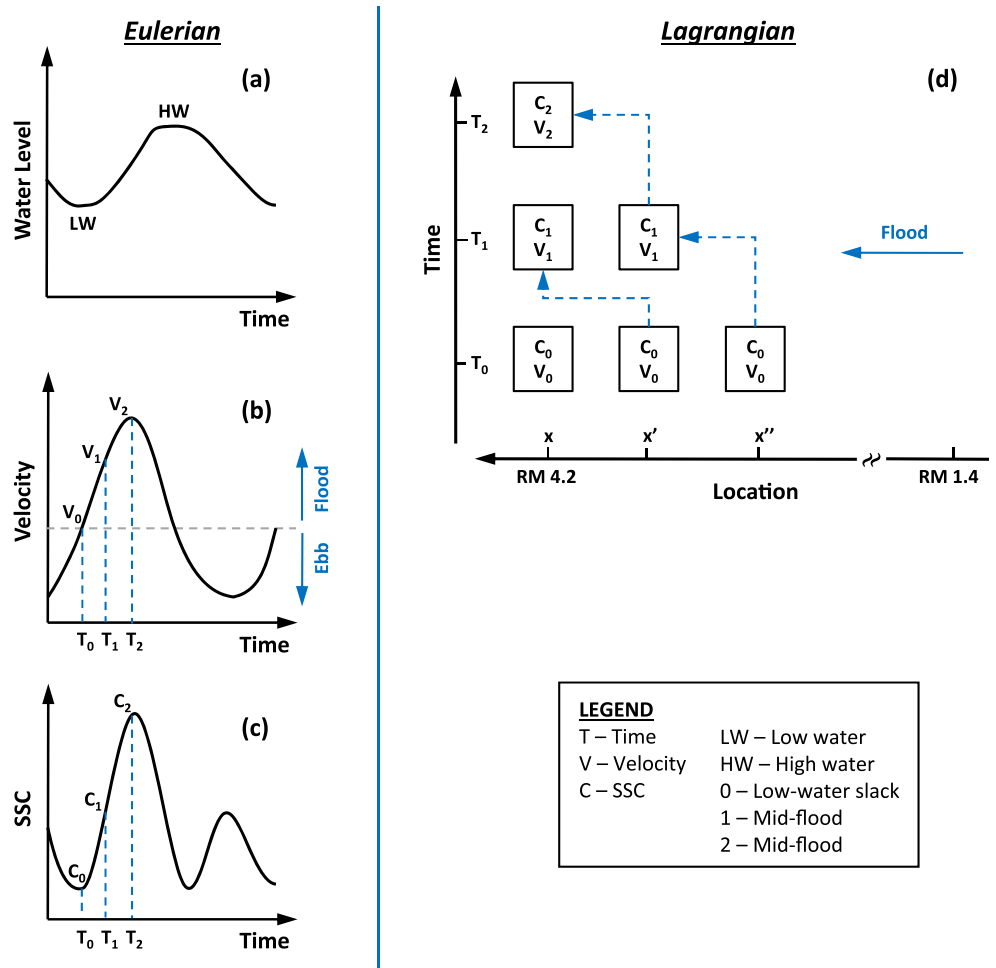 Eulerian
(a)
HW
LW
Water Level
Time
(b)
V2
V1
V0
Velocity
Flood
Ebb
T0 T1 T2
Time
(c)
C2
C1
C0
SSC
T0 T1 T2
Time
Lagrangian
(d)
Time
T2
C2
V2
T1
C1
V1
C1
V1
Flood
T0
C0
V0
C0
V0
C0
V0
x x' x''
RM 4.2 RM 1.4
Location
LEGEND
T – Time
V – Velocity
C – SSC
LW – Low water
HW – High water
0 – Low-water slack
1 – Mid-flood
2 – Mid-flood